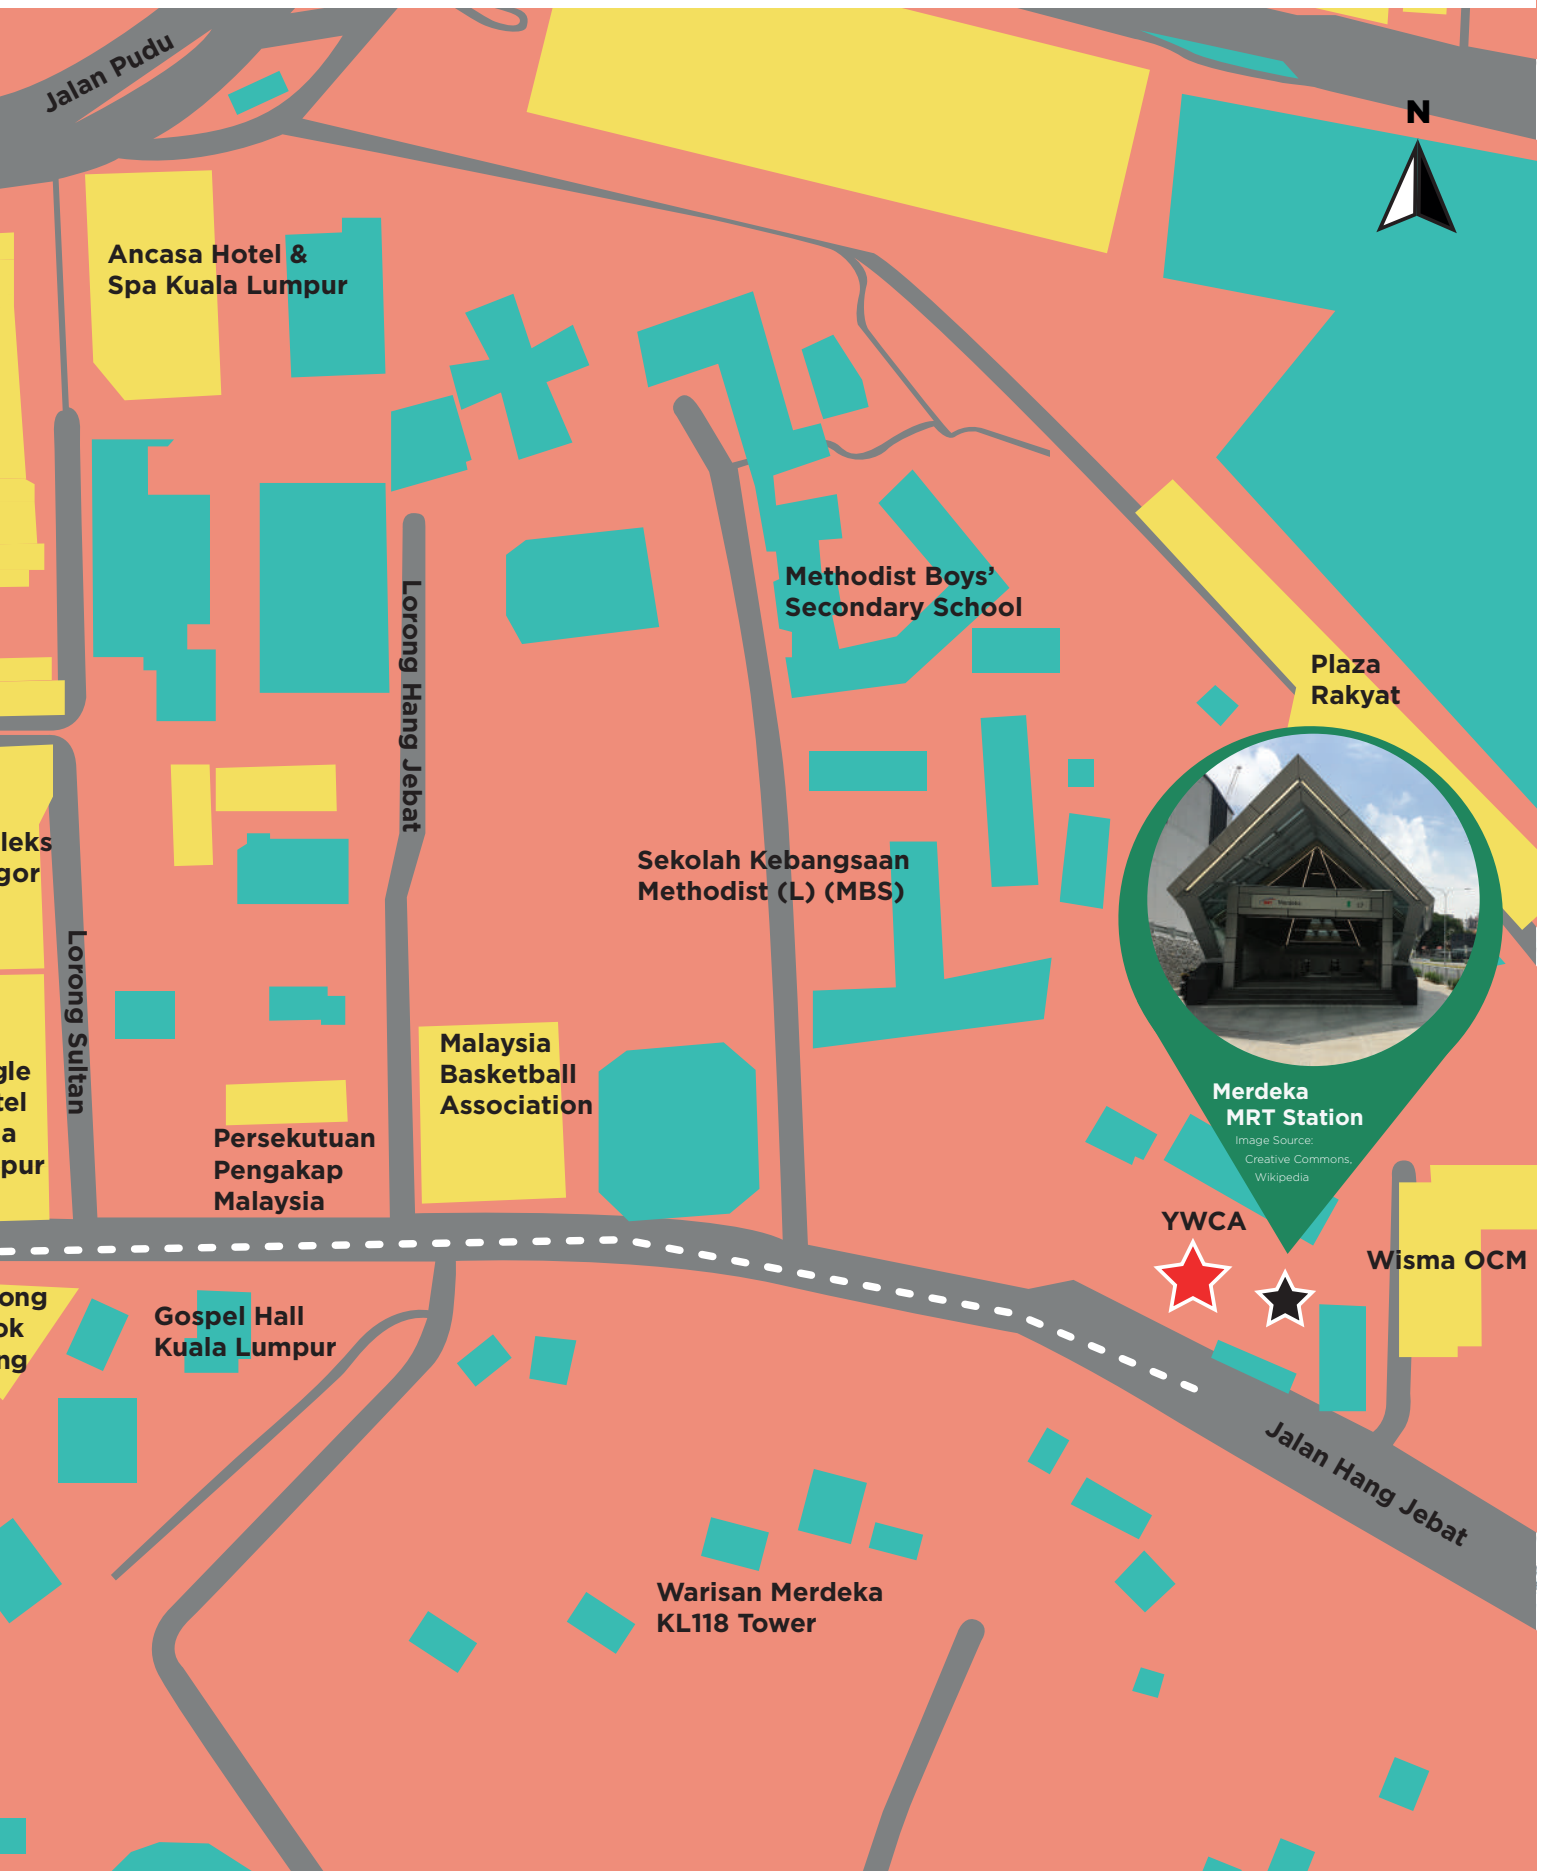 Jalan Pudu
N
Ancasa Hotel &
Spa Kuala Lumpur
Lorong Hang Jebat
Methodist Boys’
Secondary School
Plaza
Rakyat
leks
gor
Sekolah Kebangsaan
Methodist (L) (MBS)
Merdeka
Lorong Sultan
Malaysia
Basketball
Association
gle
tel
a
pur
Merdeka
MRT Station
Image Source:
Creative Commons,
Wikipedia
Persekutuan
Pengakap
Malaysia
YWCA
Wisma OCM
ong
ok
ng
Gospel Hall
Kuala Lumpur
Jalan Hang Jebat
Warisan Merdeka
KL118 Tower